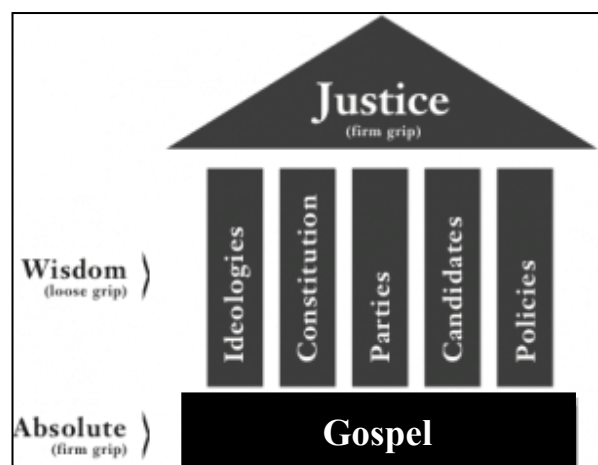 Justice
(firm grip)
Wisdom
(loose grip)
Ideologies
Constitution
Parties
Candidates
Policies
Absolute
(firm grip)
Gospel